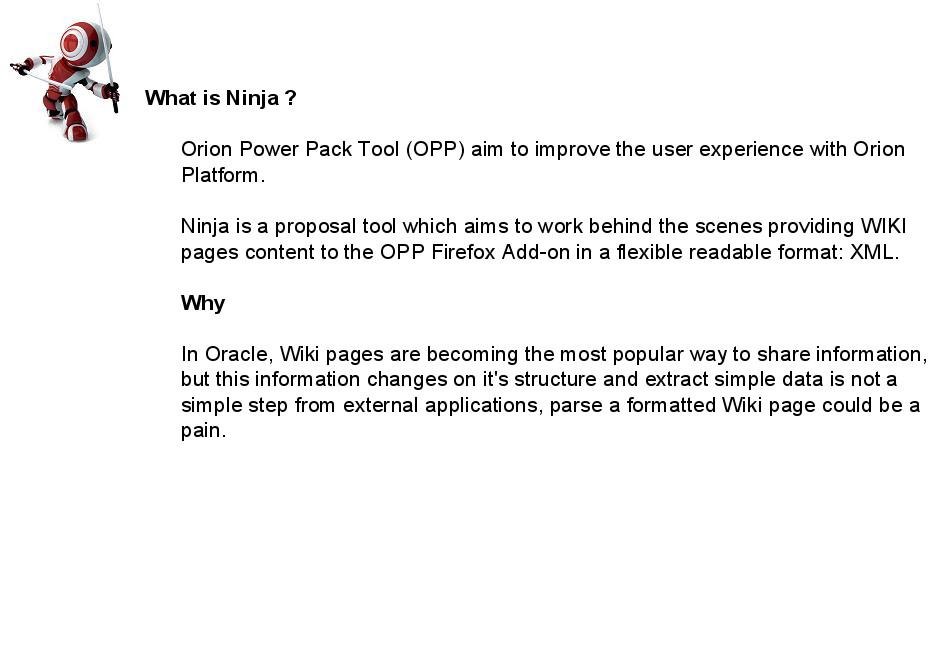 What is Ninja ?
Orion Power Pack Tool (OPP) aim to improve the user experience with Orion
Platform.
Ninja is a proposal tool which aims to work behind the scenes providing WIKI
pages content to the OPP Firefox Add-on in a flexible readable format: XML.
Why
In Oracle, Wiki pages are becoming the most popular way to share information,
but this information changes on it's structure and extract simple data is not a
simple step from external applications, parse a formatted Wiki page could be a
pain.